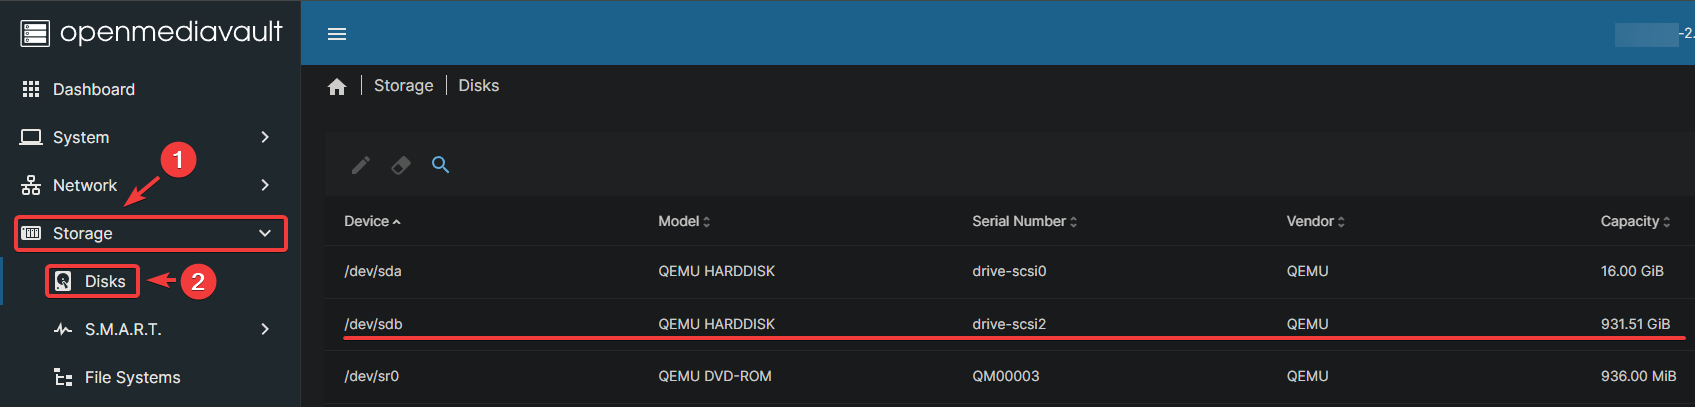 openmediavault
-2.
Dashboard
Storage | Disks
System
1
Network
Device Model Serial Number Vendor Capacity
Storage
/dev/sda QEMU HARDDISK drive-scsi0 QEMU 16.00 GiB
Disks
2
/dev/sdb QEMU HARDDISK drive-scsi2 QEMU 931.51 GiB
S.M.A.R.T.
/dev/sr0 QEMU DVD-ROM QM00003 QEMU 936.00 MiB
File Systems